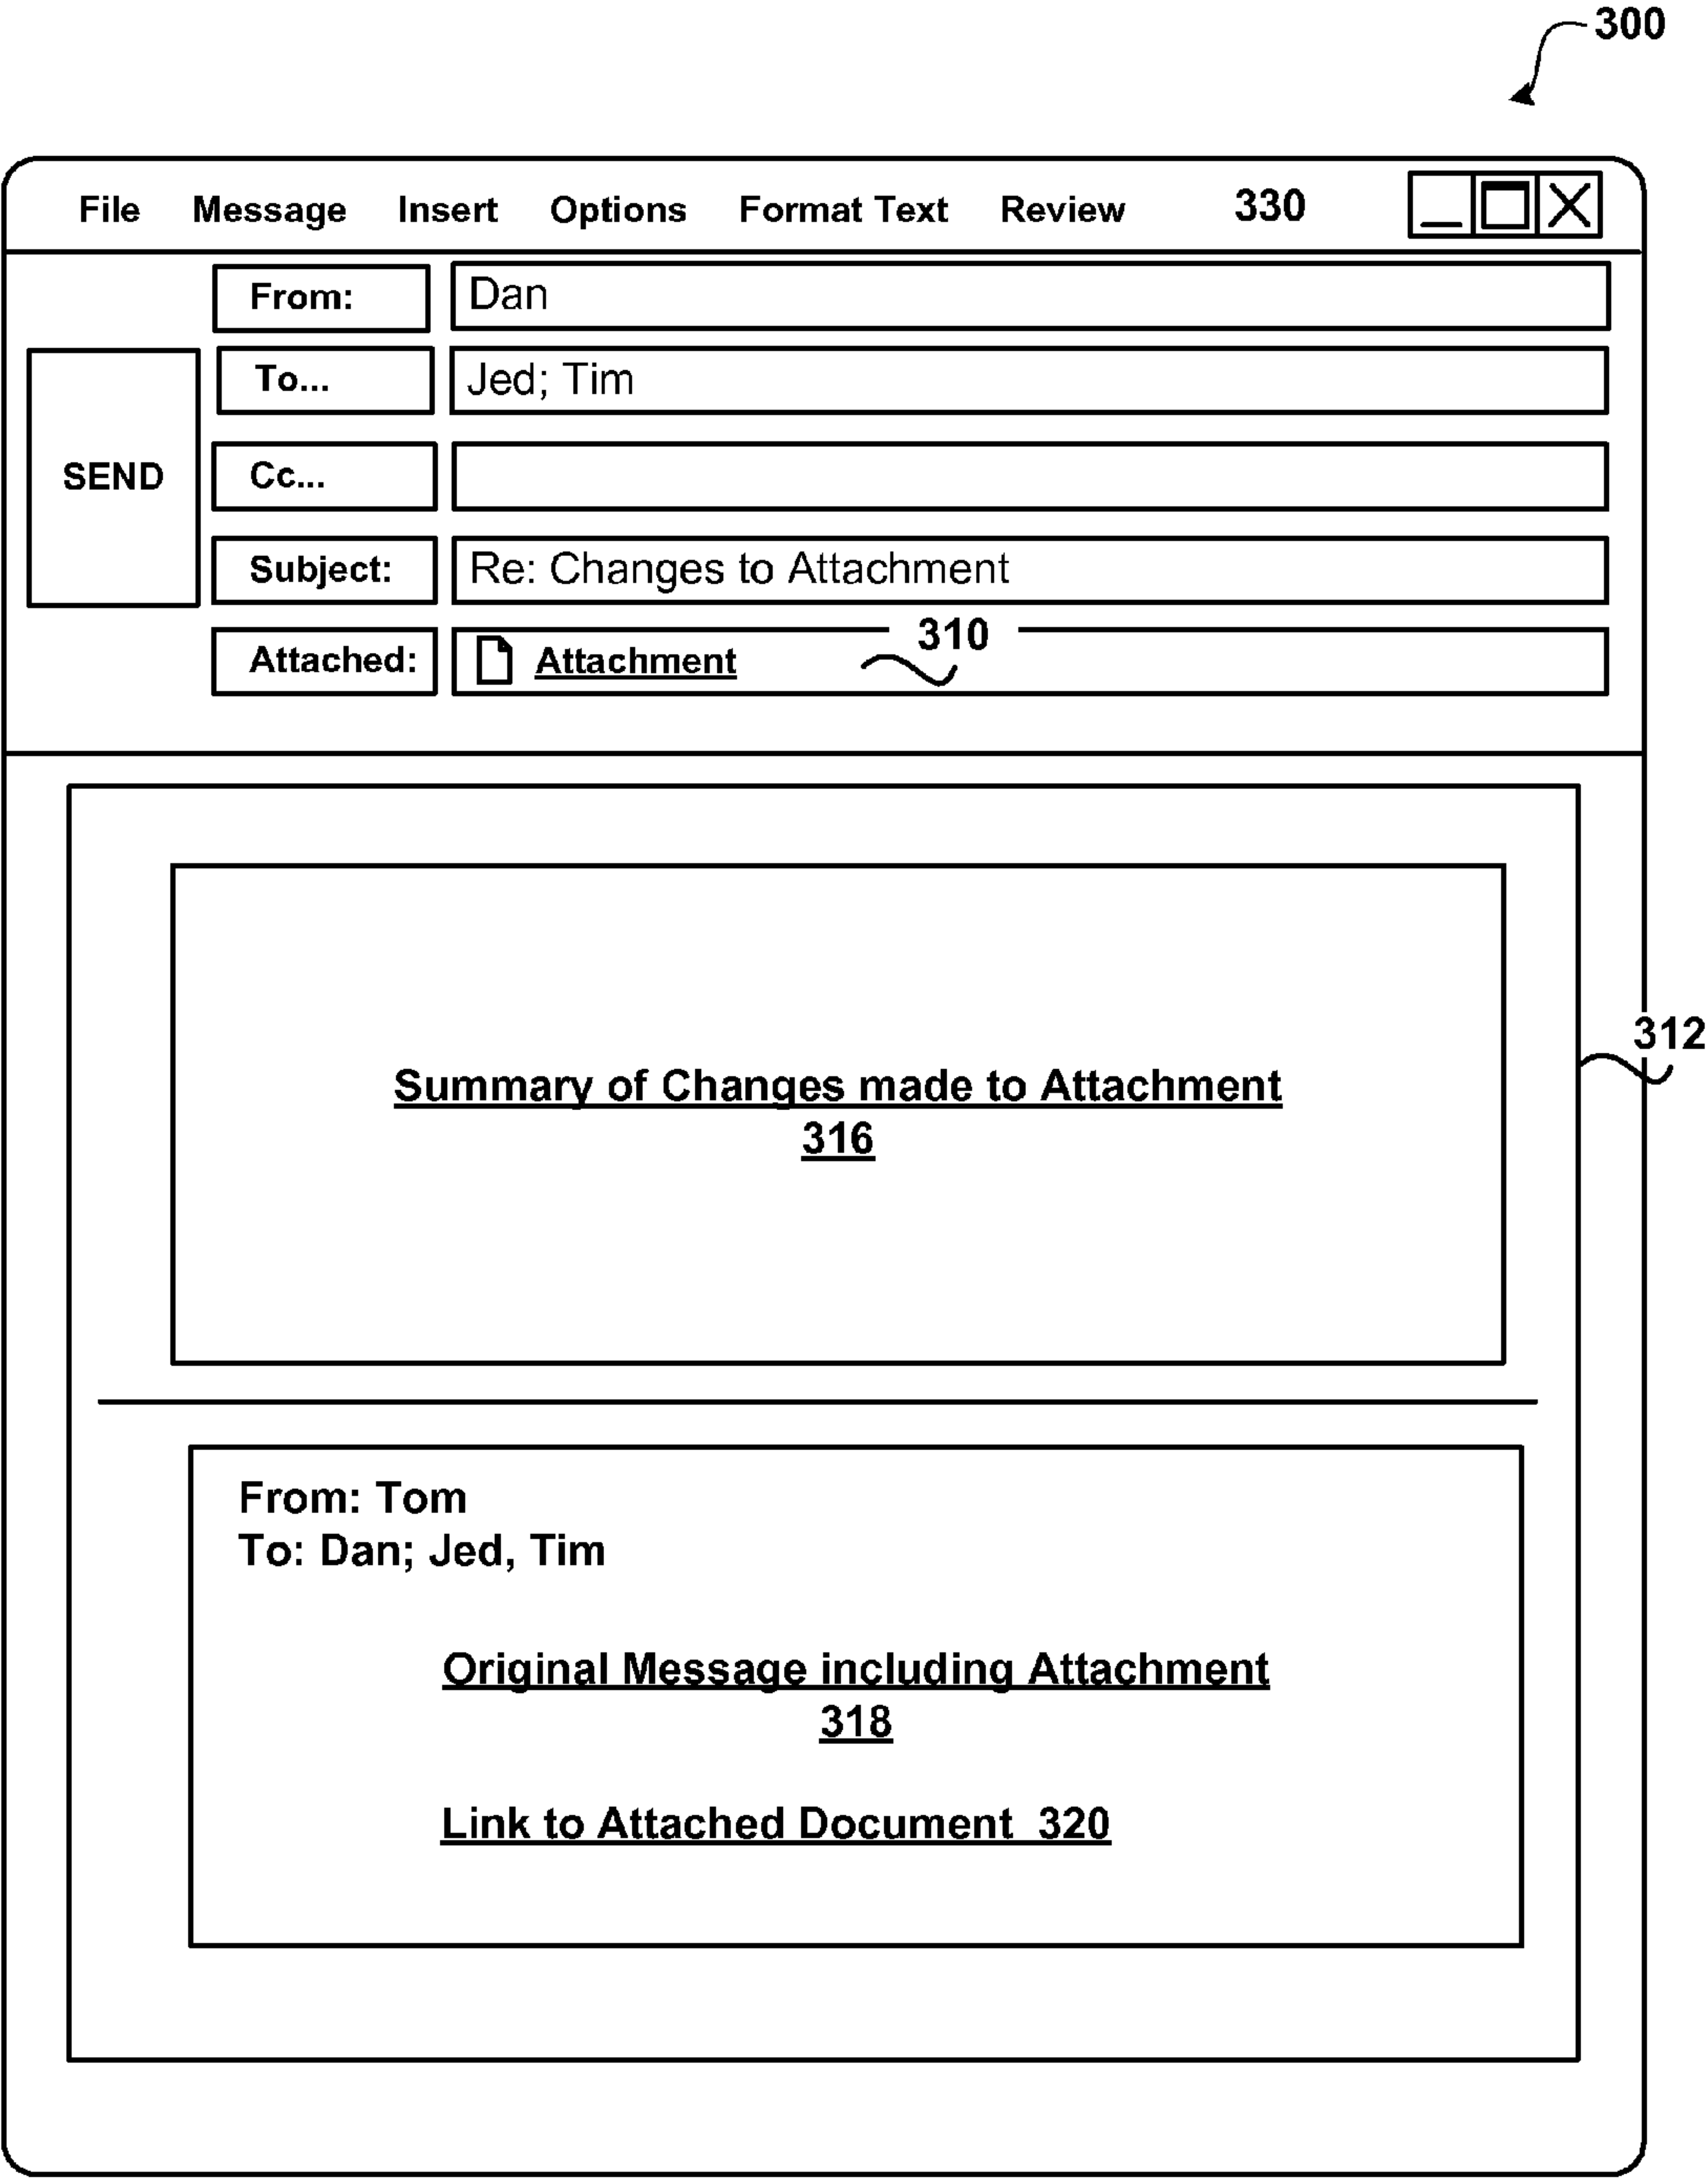 300
File Message Insert Options Format Text Review 330
From: Dan
To... Jed; Tim
SEND
Cc...
Subject: Re: Changes to Attachment
310
Attached: Attachment
312
Summary of Changes made to Attachment
316
From: Tom
To: Dan; Jed, Tim
Original Message including Attachment
318
Link to Attached Document 320